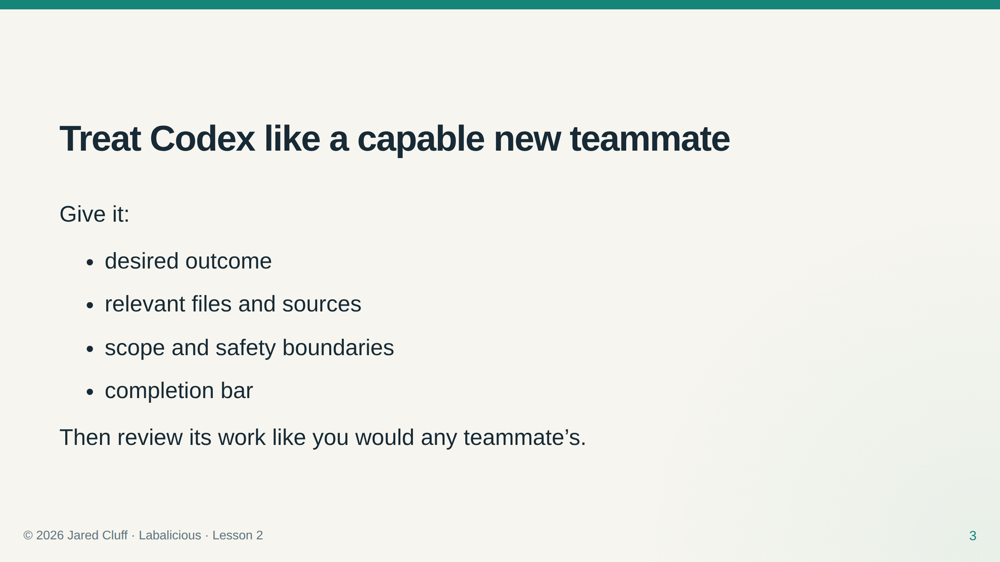 Treat Codex like a capable new teammate
Give it:
• desired outcome
• relevant files and sources
• scope and safety boundaries
• completion bar
Then review its work like you would any teammate’s.
© 2026 Jared Cluff · Labalicious · Lesson 2
3